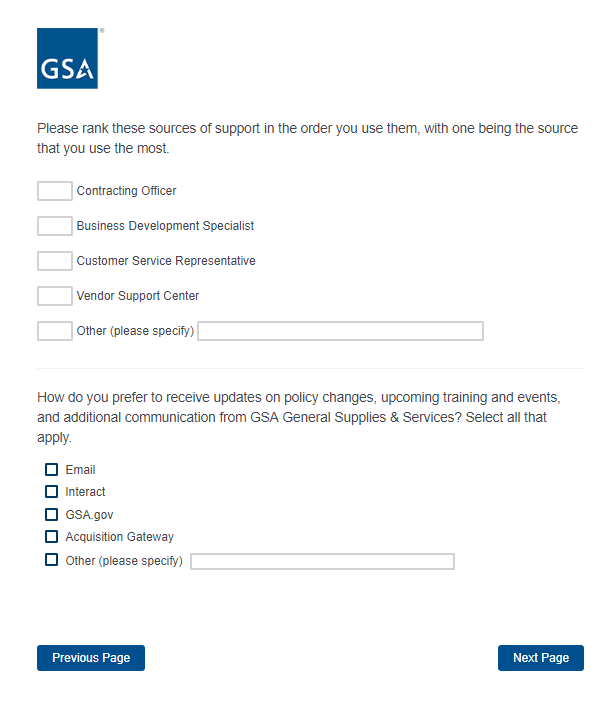 GSA
Please rank these sources of support in the order you use them, with one being the source
that you use the most.
Contracting Officer
Business Development Specialist
Customer Service Representative
Vendor Support Center
Other (please specify)
How do you prefer to receive updates on policy changes, upcoming training and events,
and additional communication from GSA General Supplies & Services? Select all that
apply.
Email
Interact
GSA.gov
Acquisition Gateway
Other (please specify)
Previous Page
Next Page